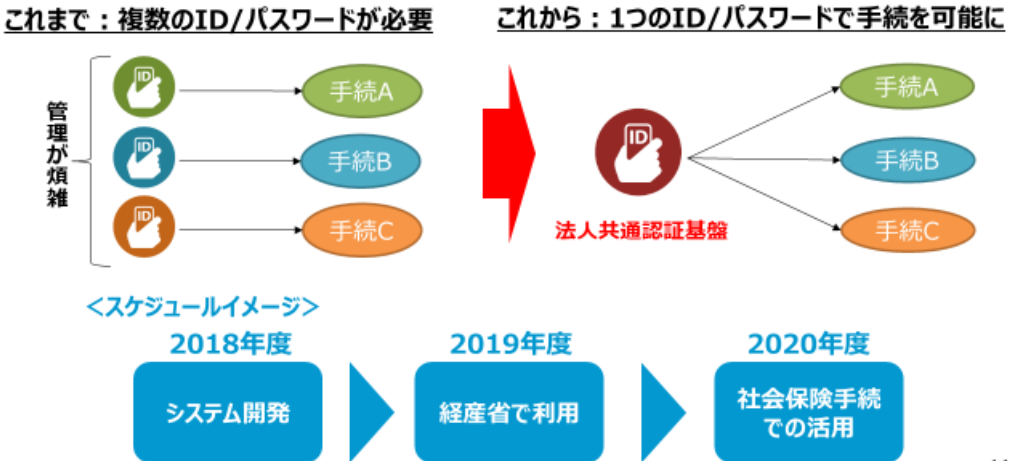 これまで：複数のID/パスワードが必要
管理が煩雑
ID
手続A
ID
手続B
ID
手続C
これから：1つのID/パスワードで手続を可能に
ID
法人共通認証基盤
手続A
手続B
手続C
＜スケジュールイメージ＞
2018年度
システム開発
2019年度
経産省で利用
2020年度
社会保険手続
での活用